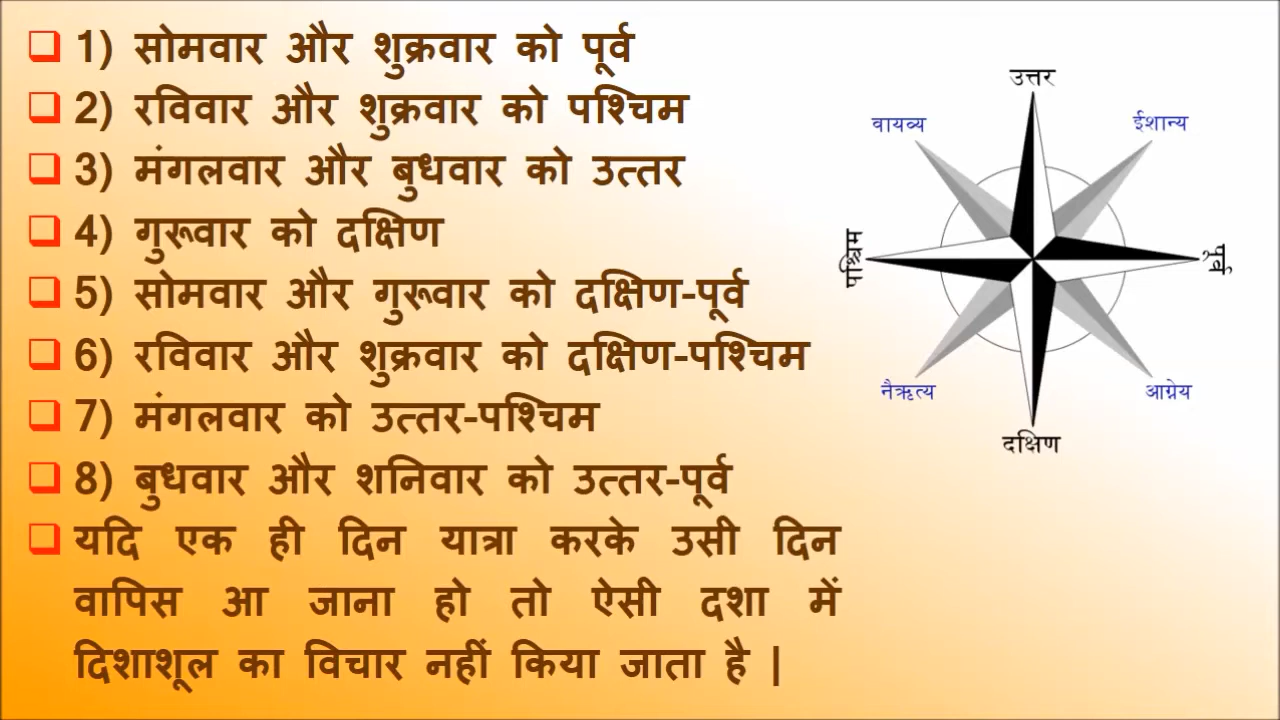 1) सोमवार और शुक्रवार को पूर्व
2) रविवार और शुक्रवार को पश्चिम
3) मंगलवार और बुधवार को उत्तर
4) गुरूवार को दक्षिण
5) सोमवार और गुरूवार को दक्षिण-पूर्व
6) रविवार और शुक्रवार को दक्षिण-पश्चिम
7) मंगलवार को उत्तर-पश्चिम
8) बुधवार और शनिवार को उत्तर-पूर्व
यदि एक ही दिन यात्रा करके उसी दिन
वापिस आ जाना हो तो ऐसी दशा में
दिशाशूल का विचार नहीं किया जाता है |
उत्तर
वायव्य
ईशान्य
पश्चिम
पूर्व
नैऋत्य
आग्नेय
दक्षिण